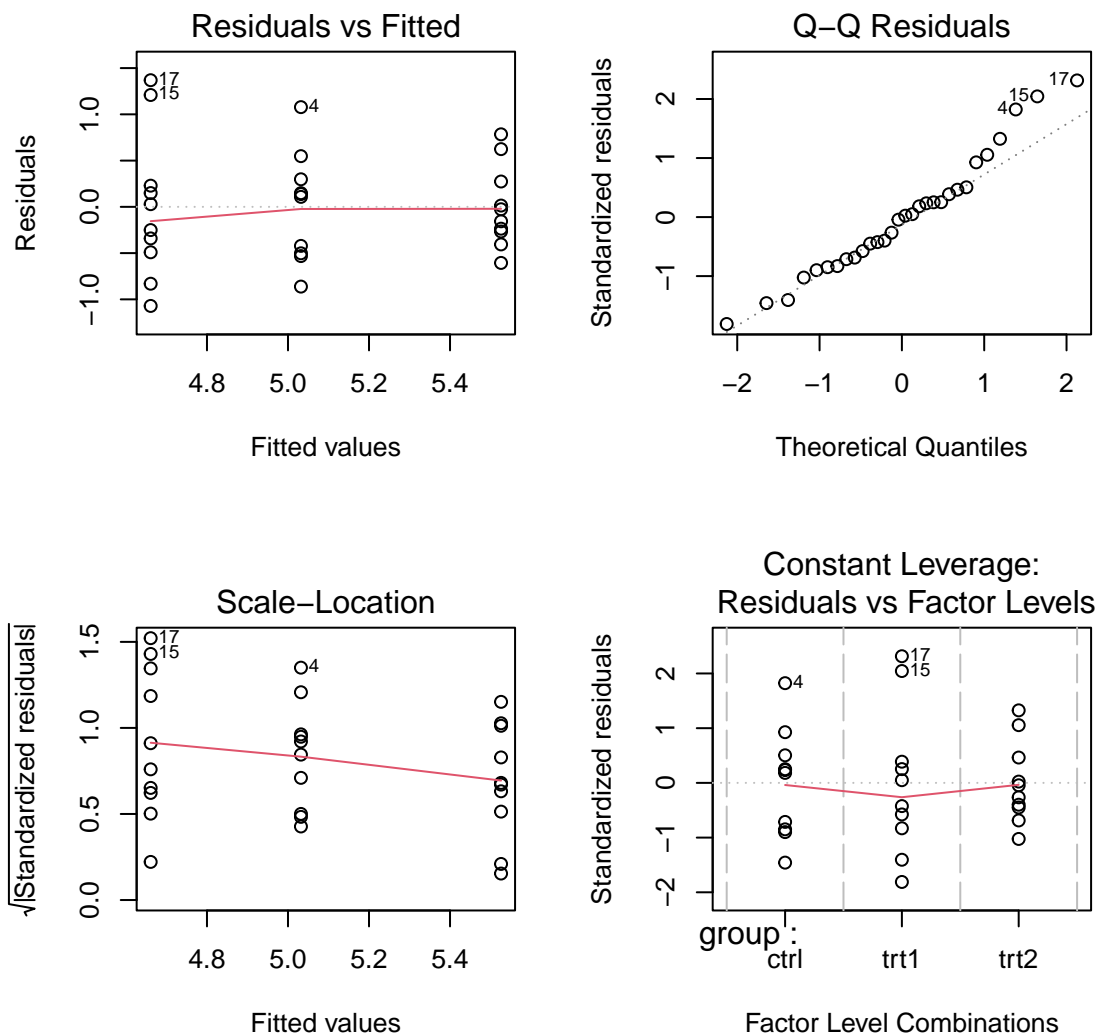 Residuals vs Fitted
Residuals
1.0
0.0
−1.0
17
15
4
4.8 5.0 5.2 5.4
Fitted values
Q−Q Residuals
Standardized residuals
2
1
0
−1
17
15
4
−2 −1 0 1 2
Theoretical Quantiles
Scale−Location
√|Standardized residuals|
1.5
1.0
0.5
0.0
17
15
4
4.8 5.0 5.2 5.4
Fitted values
Constant Leverage:
Residuals vs Factor Levels
Standardized residuals
2
1
0
−1
−2
4
17
15
group :
ctrl trt1 trt2
Factor Level Combinations